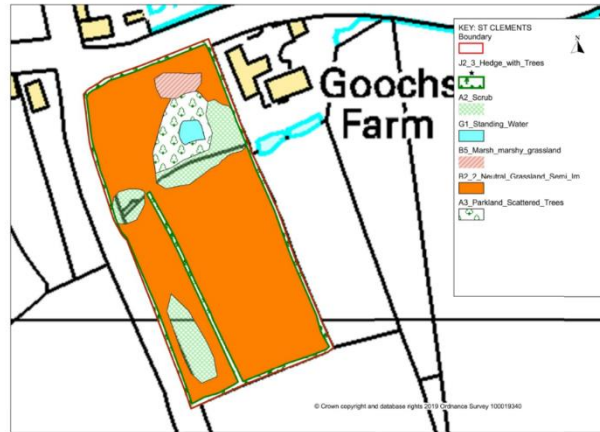 KEY: ST CLEMENTS
Boundary
N
J2_3_Hedge_with_Trees
A2_Scrub
G1_Standing_Water
B5_Marsh_marshy_grassland
B2_2_Neutral_Grassland_Semi_Im
A3_Parkland_Scattered_Trees
Goochs
Farm
© Crown copyright and database rights 2019 Ordnance Survey 100019340